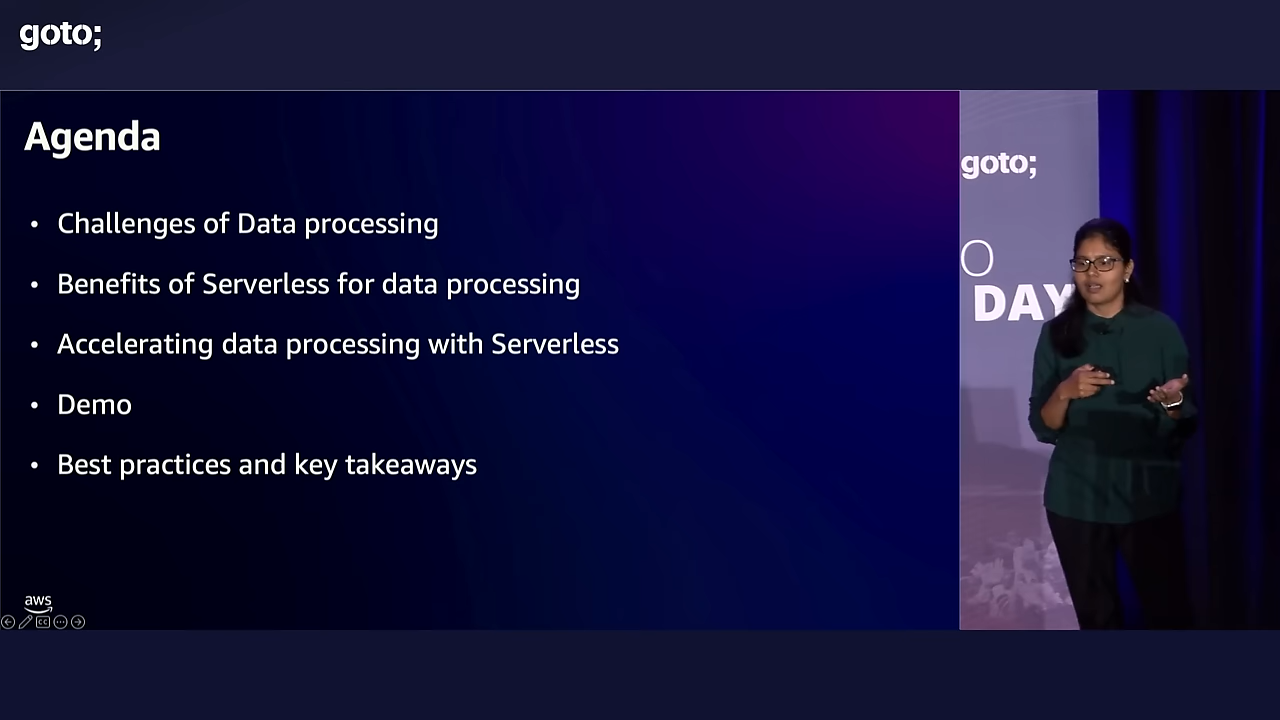 goto;
Agenda
• Challenges of Data processing
• Benefits of Serverless for data processing
• Accelerating data processing with Serverless
• Demo
• Best practices and key takeaways
aws
CC
goto;
O
DAY